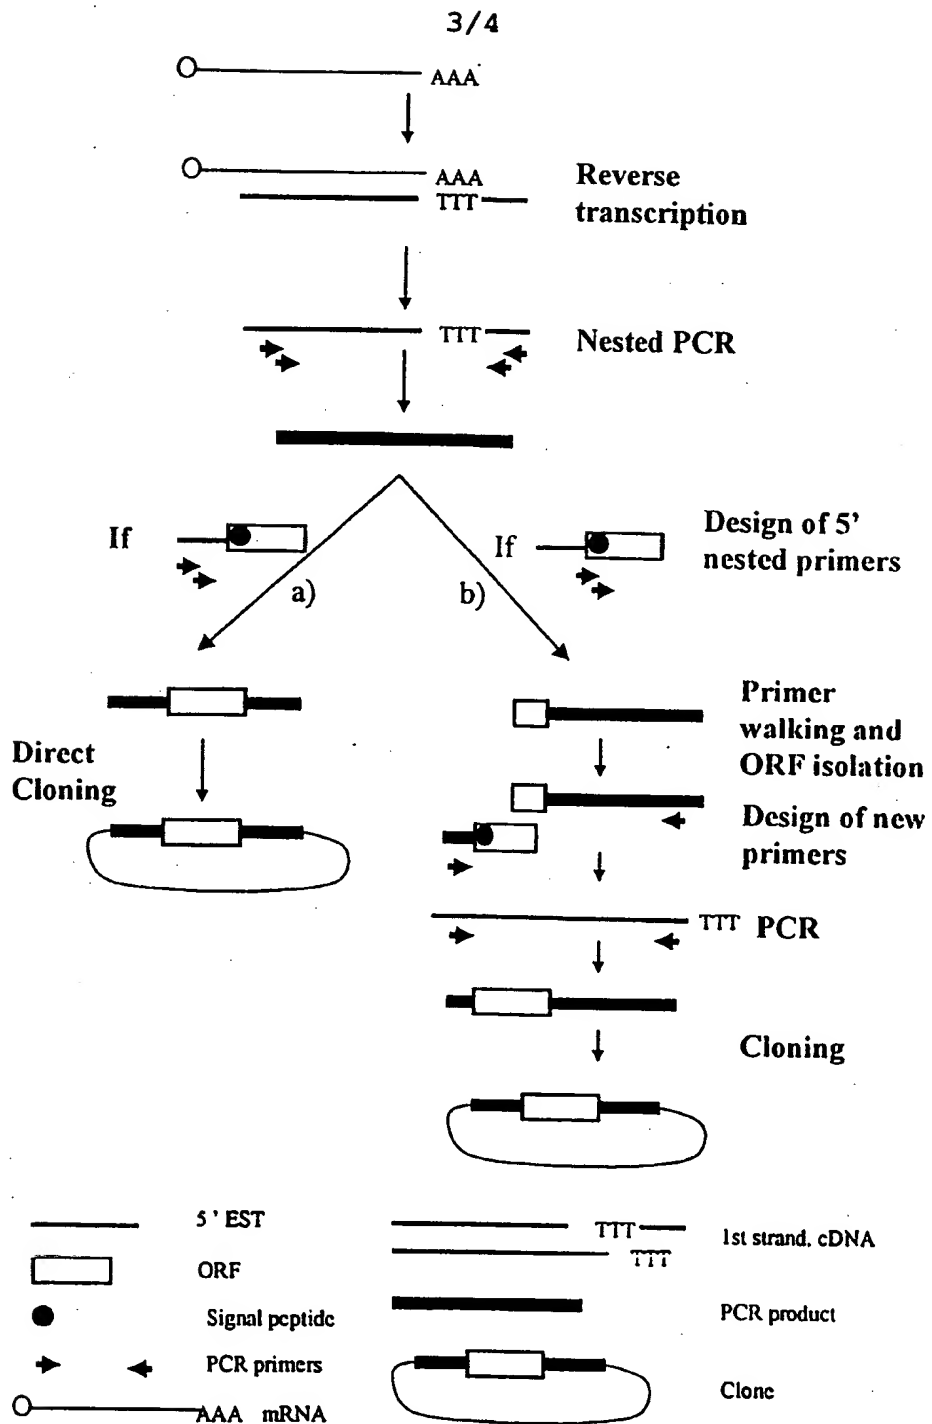 3/4
AAA
AAA
TTT
Reverse
transcription
TTT
Nested PCR
If
a)
If
b)
Design of 5'
nested primers
Direct
Cloning
Primer
walking and
ORF isolation
Design of new
primers
TTT
PCR
Cloning
5' EST
ORF
Signal peptide
PCR primers
AAA mRNA
TTT
TTT
1st strand, cDNA
PCR product
Clone